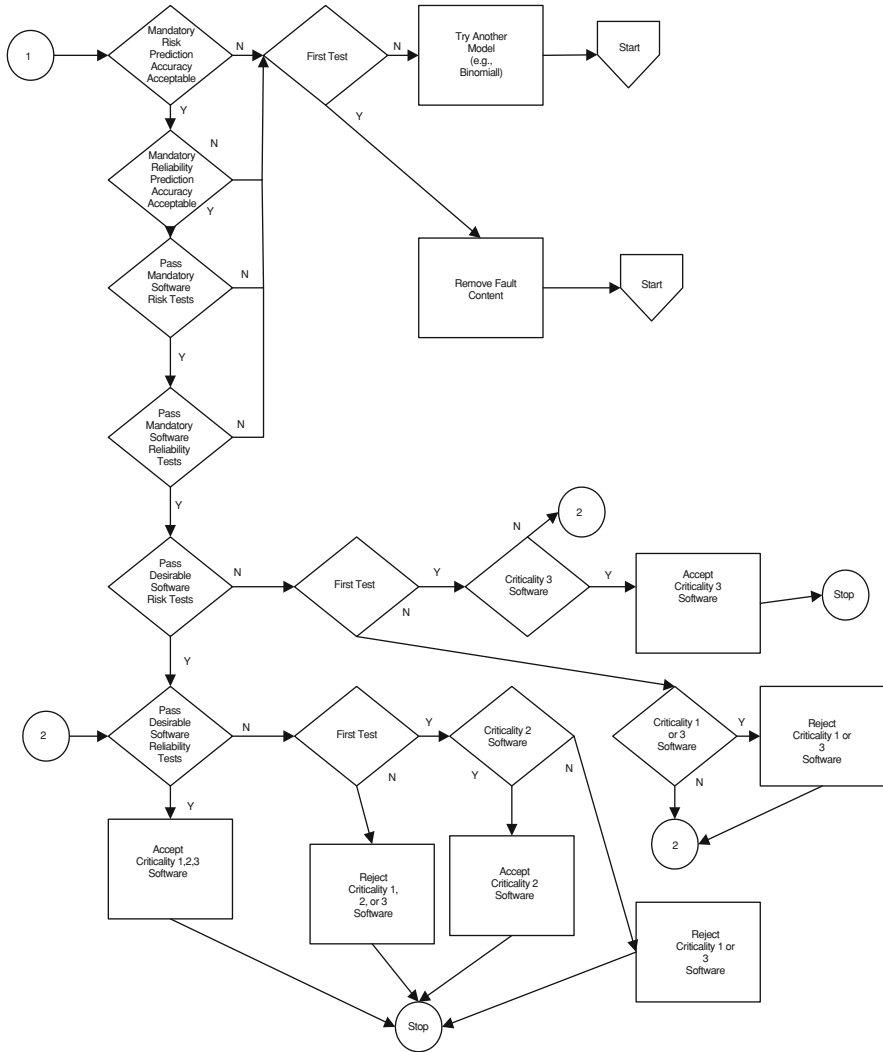 1
Mandatory
Risk
Prediction
Accuracy
Acceptable
N
Y
First Test
N
Y
Try Another
Model
(e.g.,
Binomiall)
Start
Mandatory
Reliability
Prediction
Accuracy
Acceptable
N
Y
Pass
Mandatory
Software
Risk Tests
N
Y
Remove Fault
Content
Start
Pass
Mandatory
Software
Reliability
Tests
N
Y
Pass
Desirable
Software
Risk Tests
N
Y
First Test
Y
N
Criticality 3
Software
N
2
Y
Accept
Criticality 3
Software
Stop
2
Pass
Desirable
Software
Reliability
Tests
N
Y
First Test
Y
N
Criticality 2
Software
Y
N
Criticality 1
or 3
Software
Y
N
Reject
Criticality 1 or
3
Software
2
Accept
Criticality 1,2,3
Software
Reject
Criticality 1,
2, or 3
Software
Accept
Criticality 2
Software
Reject
Criticality 1 or
3
Software
Stop